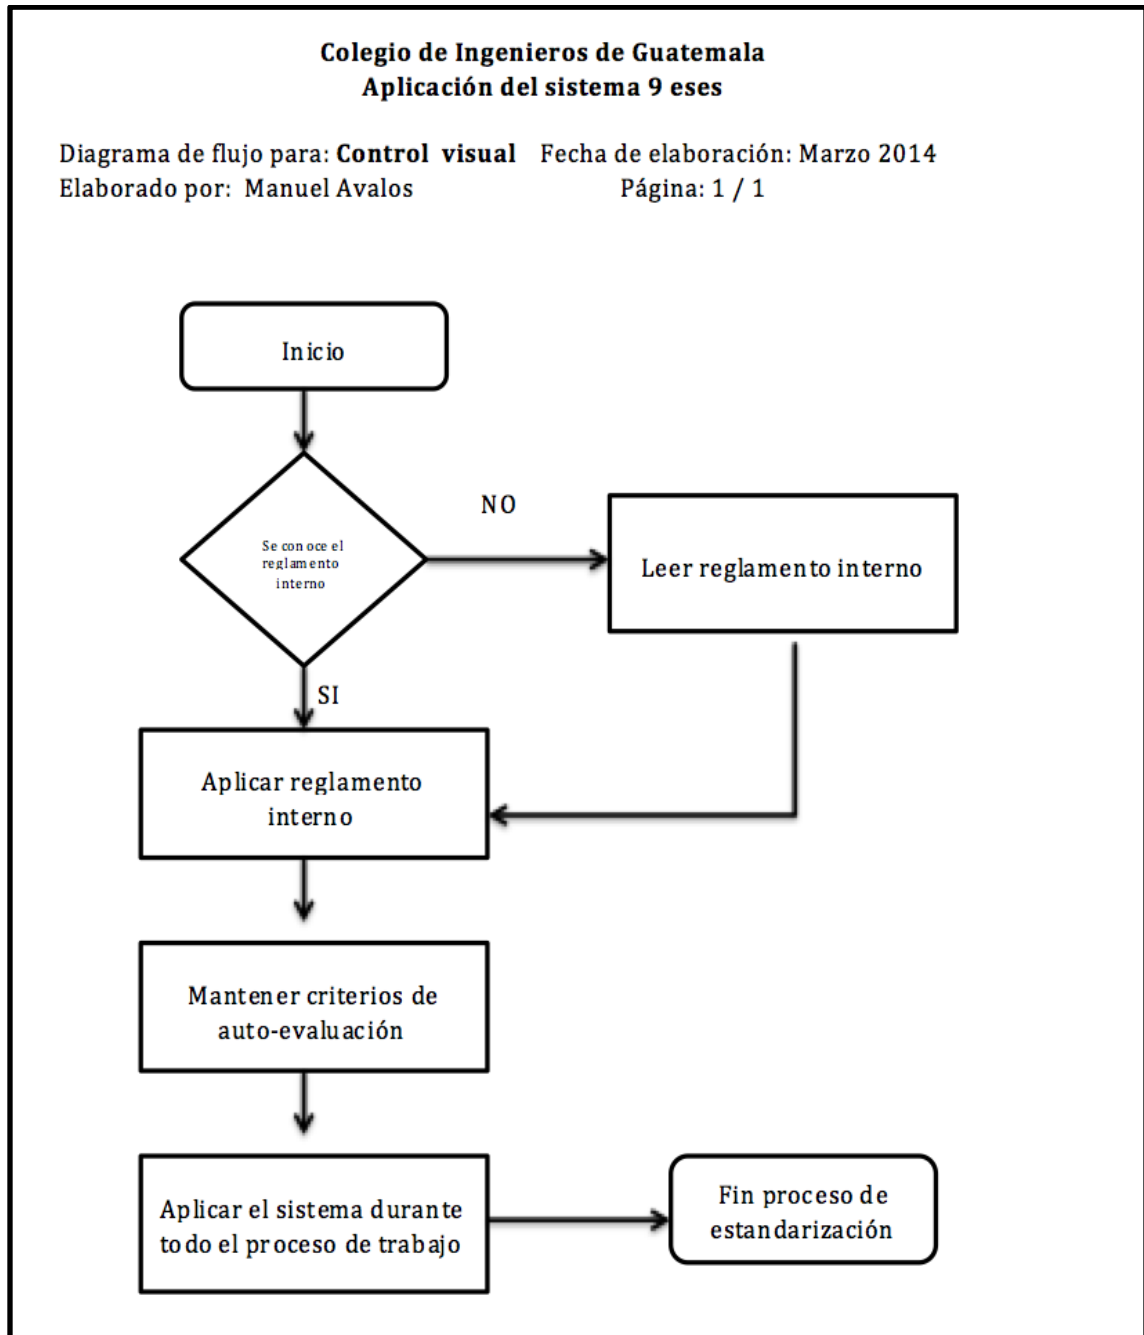 Colegio de Ingenieros de Guatemala
Aplicación del sistema 9 eses
Diagrama de flujo para: Control visual Fecha de elaboración: Marzo 2014
Elaborado por: Manuel Avalos Página: 1 / 1
Inicio
Se conoce el
reglamento
interno
NO
Leer reglamento interno
SI
Aplicar reglamento
interno
Mantener criterios de
auto-evaluación
Aplicar el sistema durante
todo el proceso de trabajo
Fin proceso de
estandarización